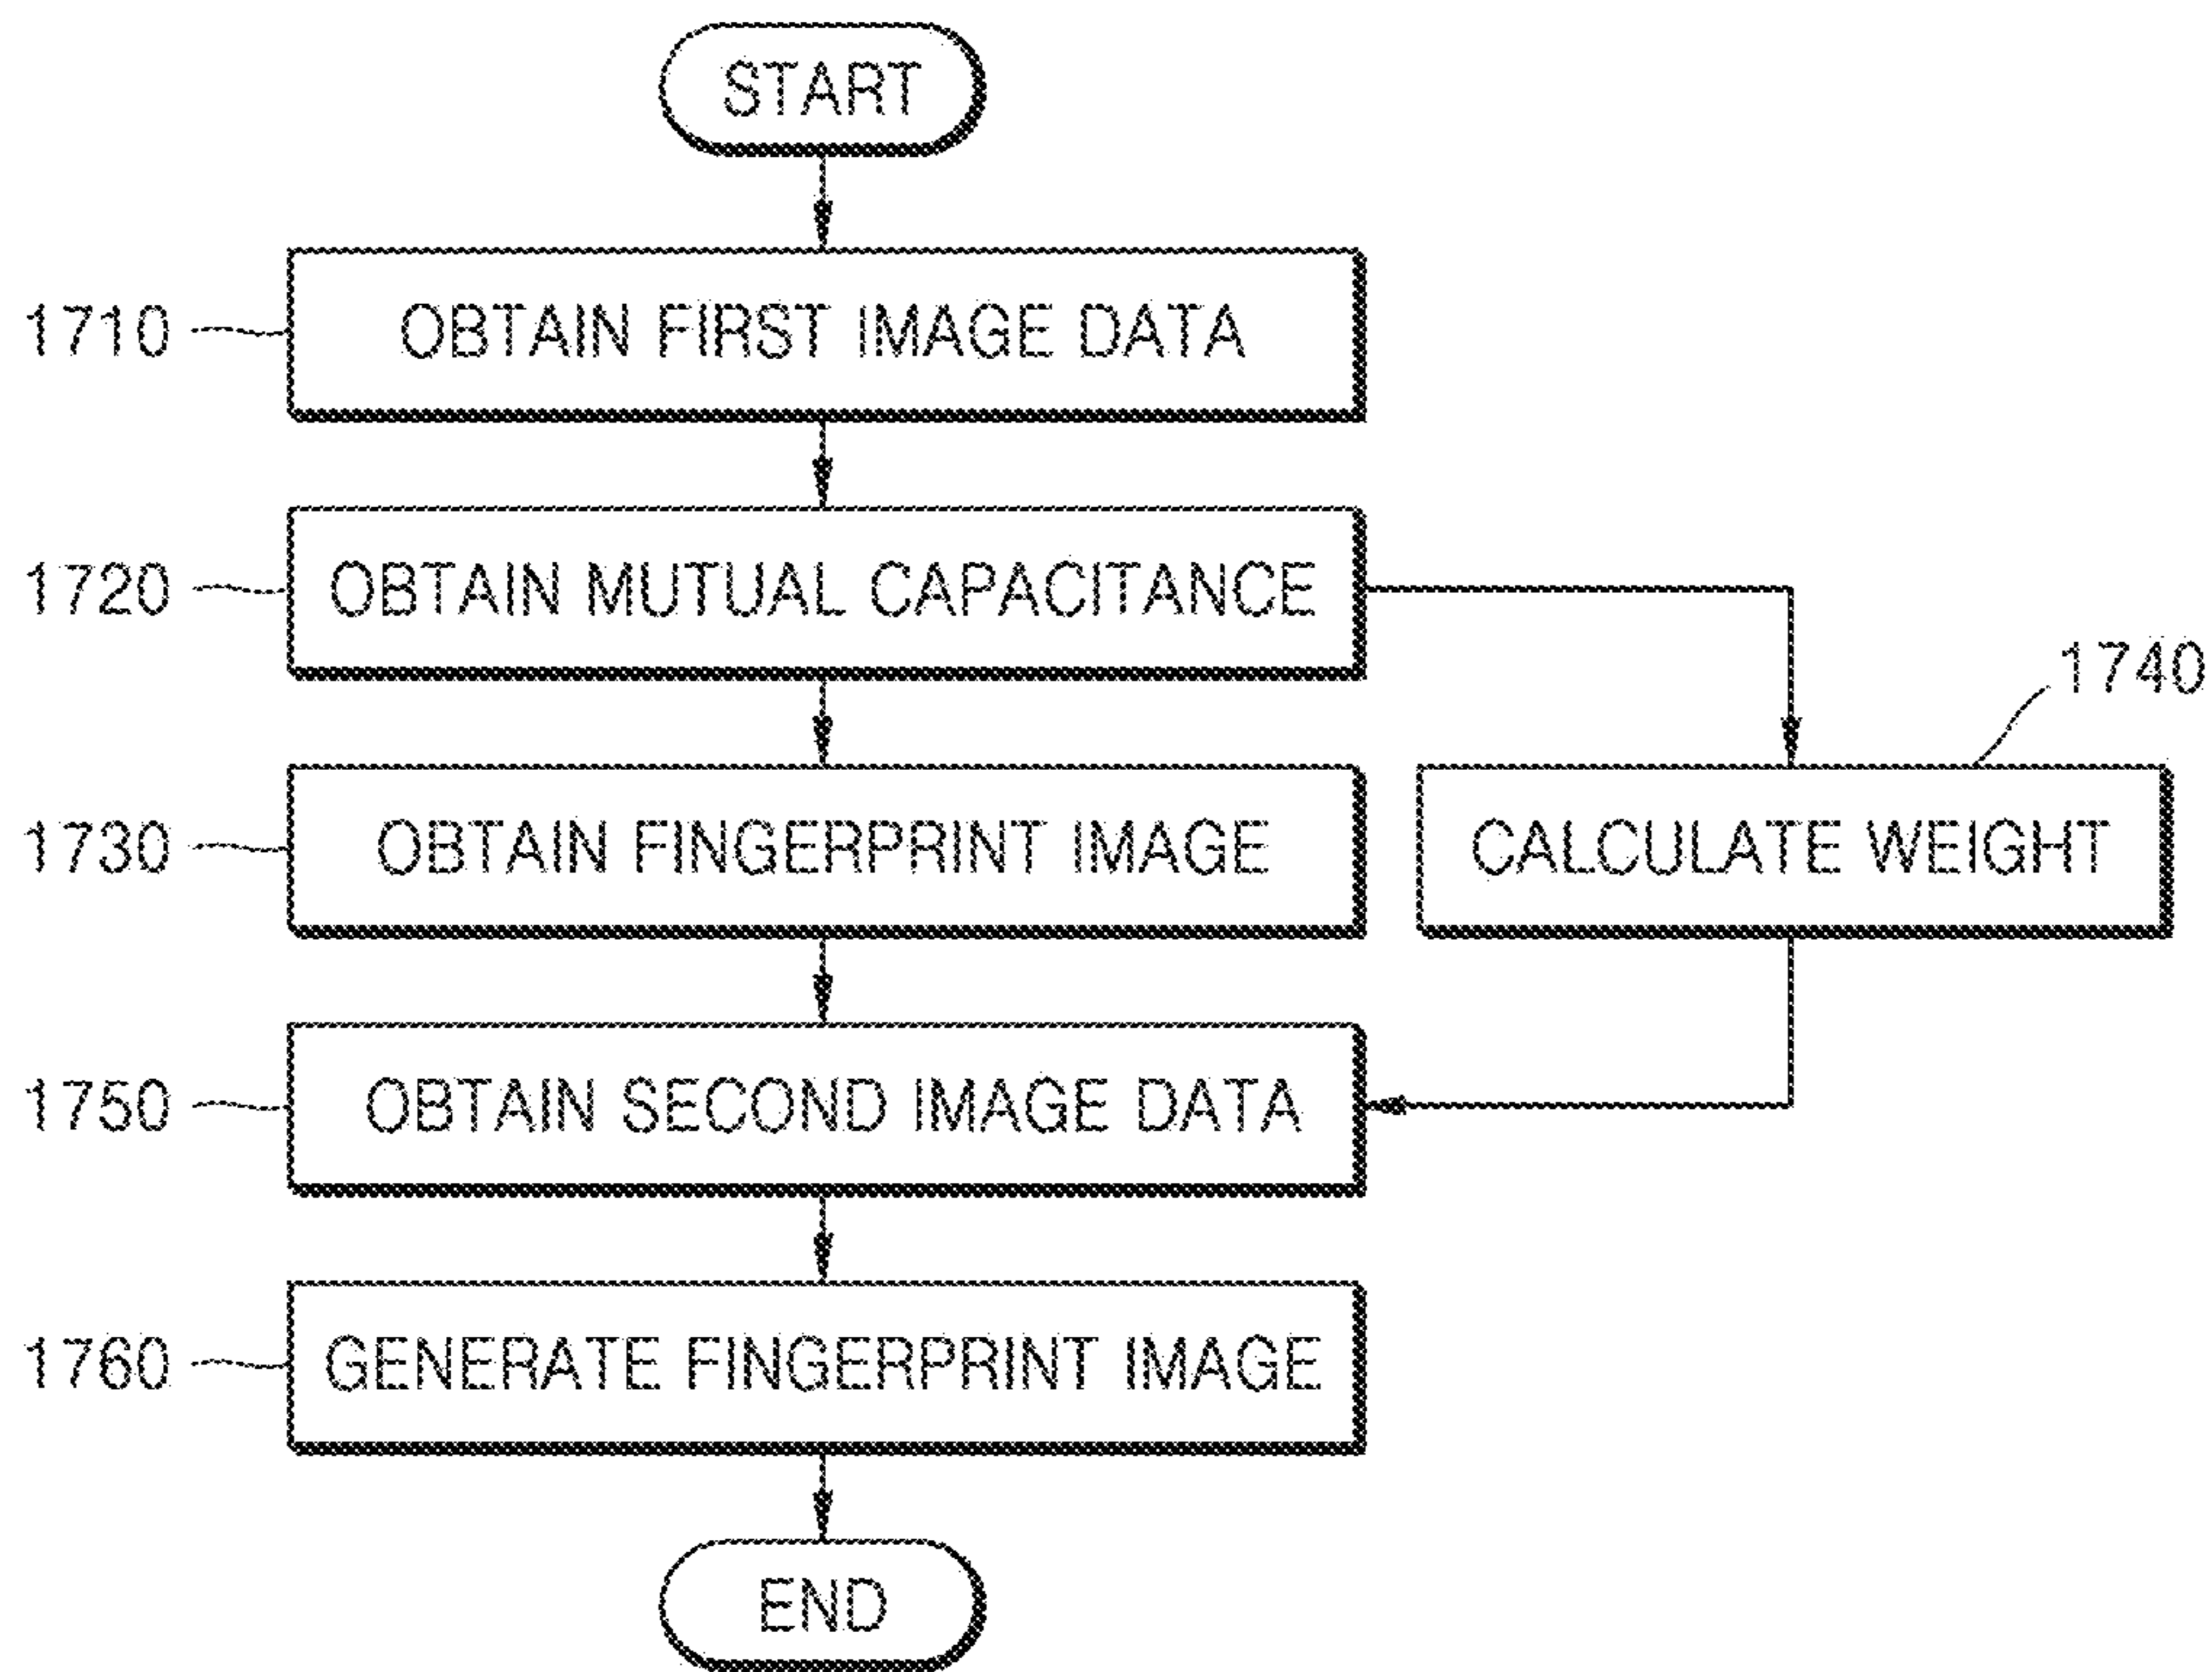 START
1710 OBTAIN FIRST IMAGE DATA
1720 OBTAIN MUTUAL CAPACITANCE
1740
1730 OBTAIN FINGERPRINT IMAGE
CALCULATE WEIGHT
1750 OBTAIN SECOND IMAGE DATA
1760 GENERATE FINGERPRINT IMAGE
END